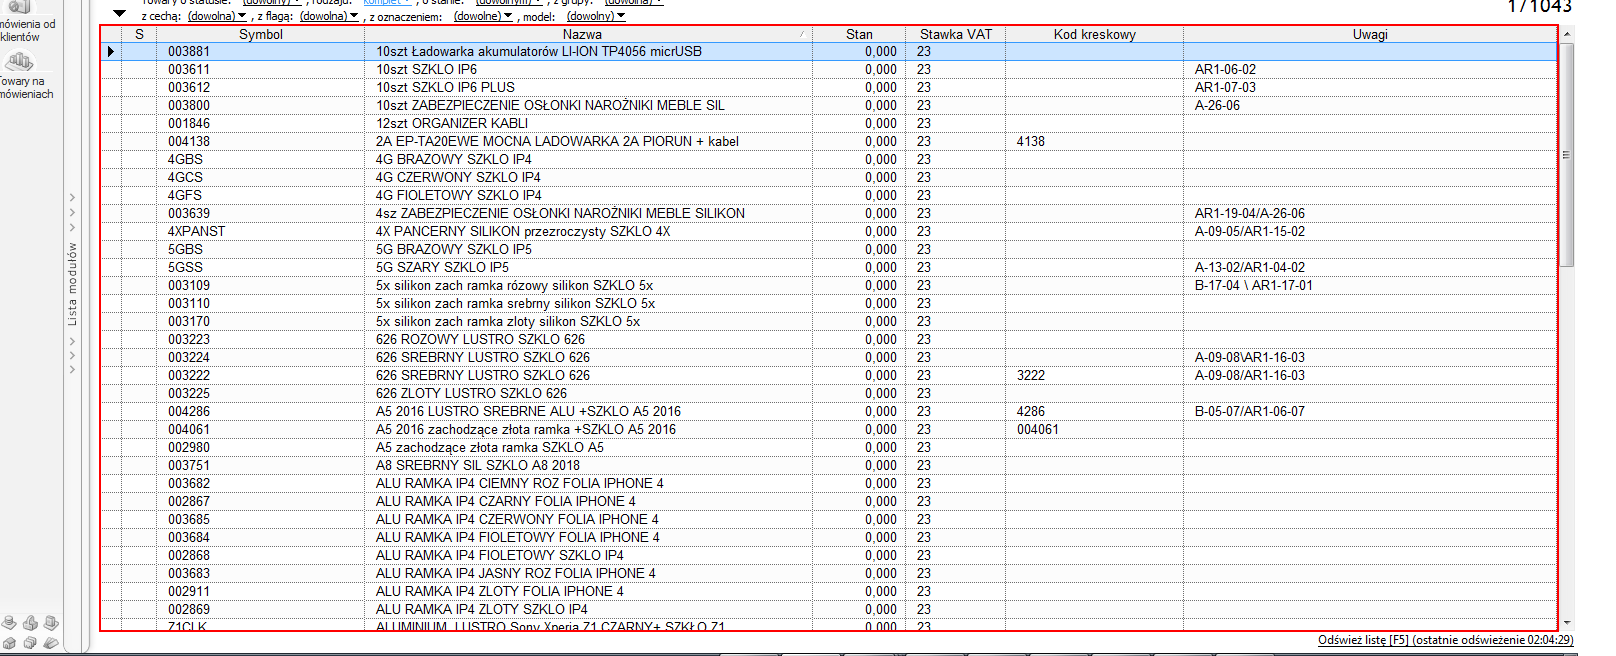 Towary o statusie: (dowolny) , rodzaju: komplet , o stanie: (dowolnym) , z grupy: (dowolna)
z cechą: (dowolna) , z flagą: (dowolna) , z oznaczeniem: (dowolne) , model: (dowolny)
1 / 1043
mówienia od
klientów
Towary na
mówieniach
Lista modułów
S Symbol Nazwa Stan Stawka VAT Kod kreskowy Uwagi
003881 10szt Ładowarka akumulatorów LI-ION TP4056 micrUSB 0,000 23
003611 10szt SZKLO IP6 0,000 23 AR1-06-02
003612 10szt SZKLO IP6 PLUS 0,000 23 AR1-07-03
003800 10szt ZABEZPIECZENIE OSŁONKI NAROŻNIKI MEBLE SIL 0,000 23 A-26-06
001846 12szt ORGANIZER KABLI 0,000 23
004138 2A EP-TA20EWE MOCNA LADOWARKA 2A PIORUN + kabel 0,000 23 4138
4GBS 4G BRAZOWY SZKLO IP4 0,000 23
4GCS 4G CZERWONY SZKLO IP4 0,000 23
4GFS 4G FIOLETOWY SZKLO IP4 0,000 23
003639 4sz ZABEZPIECZENIE OSŁONKI NAROŻNIKI MEBLE SILIKON 0,000 23 AR1-19-04/A-26-06
4XPANST 4X PANCERNY SILIKON przezroczysty SZKLO 4X 0,000 23 A-09-05/AR1-15-02
5GBS 5G BRAZOWY SZKLO IP5 0,000 23
5GSS 5G SZARY SZKLO IP5 0,000 23 A-13-02/AR1-04-02
003109 5x silikon zach ramka rózowy silikon SZKLO 5x 0,000 23 B-17-04 \ AR1-17-01
003110 5x silikon zach ramka srebrny silikon SZKLO 5x 0,000 23
003170 5x silikon zach ramka zloty silikon SZKLO 5x 0,000 23
003223 626 ROZOWY LUSTRO SZKLO 626 0,000 23
003224 626 SREBRNY LUSTRO SZKLO 626 0,000 23 A-09-08\AR1-16-03
003222 626 SREBRNY LUSTRO SZKLO 626 0,000 23 3222 A-09-08/AR1-16-03
003225 626 ZLOTY LUSTRO SZKLO 626 0,000 23
004286 A5 2016 LUSTRO SREBRNE ALU +SZKLO A5 2016 0,000 23 4286 B-05-07/AR1-06-07
004061 A5 2016 zachodzące złota ramka +SZKLO A5 2016 0,000 23 004061
002980 A5 zachodzące złota ramka SZKLO A5 0,000 23
003751 A8 SREBRNY SIL SZKLO A8 2018 0,000 23
003682 ALU RAMKA IP4 CIEMNY ROZ FOLIA IPHONE 4 0,000 23
002867 ALU RAMKA IP4 CZARNY FOLIA IPHONE 4 0,000 23
003685 ALU RAMKA IP4 CZERWONY FOLIA IPHONE 4 0,000 23
003684 ALU RAMKA IP4 FIOLETOWY FOLIA IPHONE 4 0,000 23
002868 ALU RAMKA IP4 FIOLETOWY SZKLO IP4 0,000 23
003683 ALU RAMKA IP4 JASNY ROZ FOLIA IPHONE 4 0,000 23
002911 ALU RAMKA IP4 ZLOTY FOLIA IPHONE 4 0,000 23
002869 ALU RAMKA IP4 ZLOTY SZKLO IP4 0,000 23
Z1CLK ALUMINIUM LUSTRO Sony Xperia Z1 CZARNY+ SZKŁO Z1 0,000 23
Odśwież listę [F5] (ostatnie odświeżenie 02:04:29)